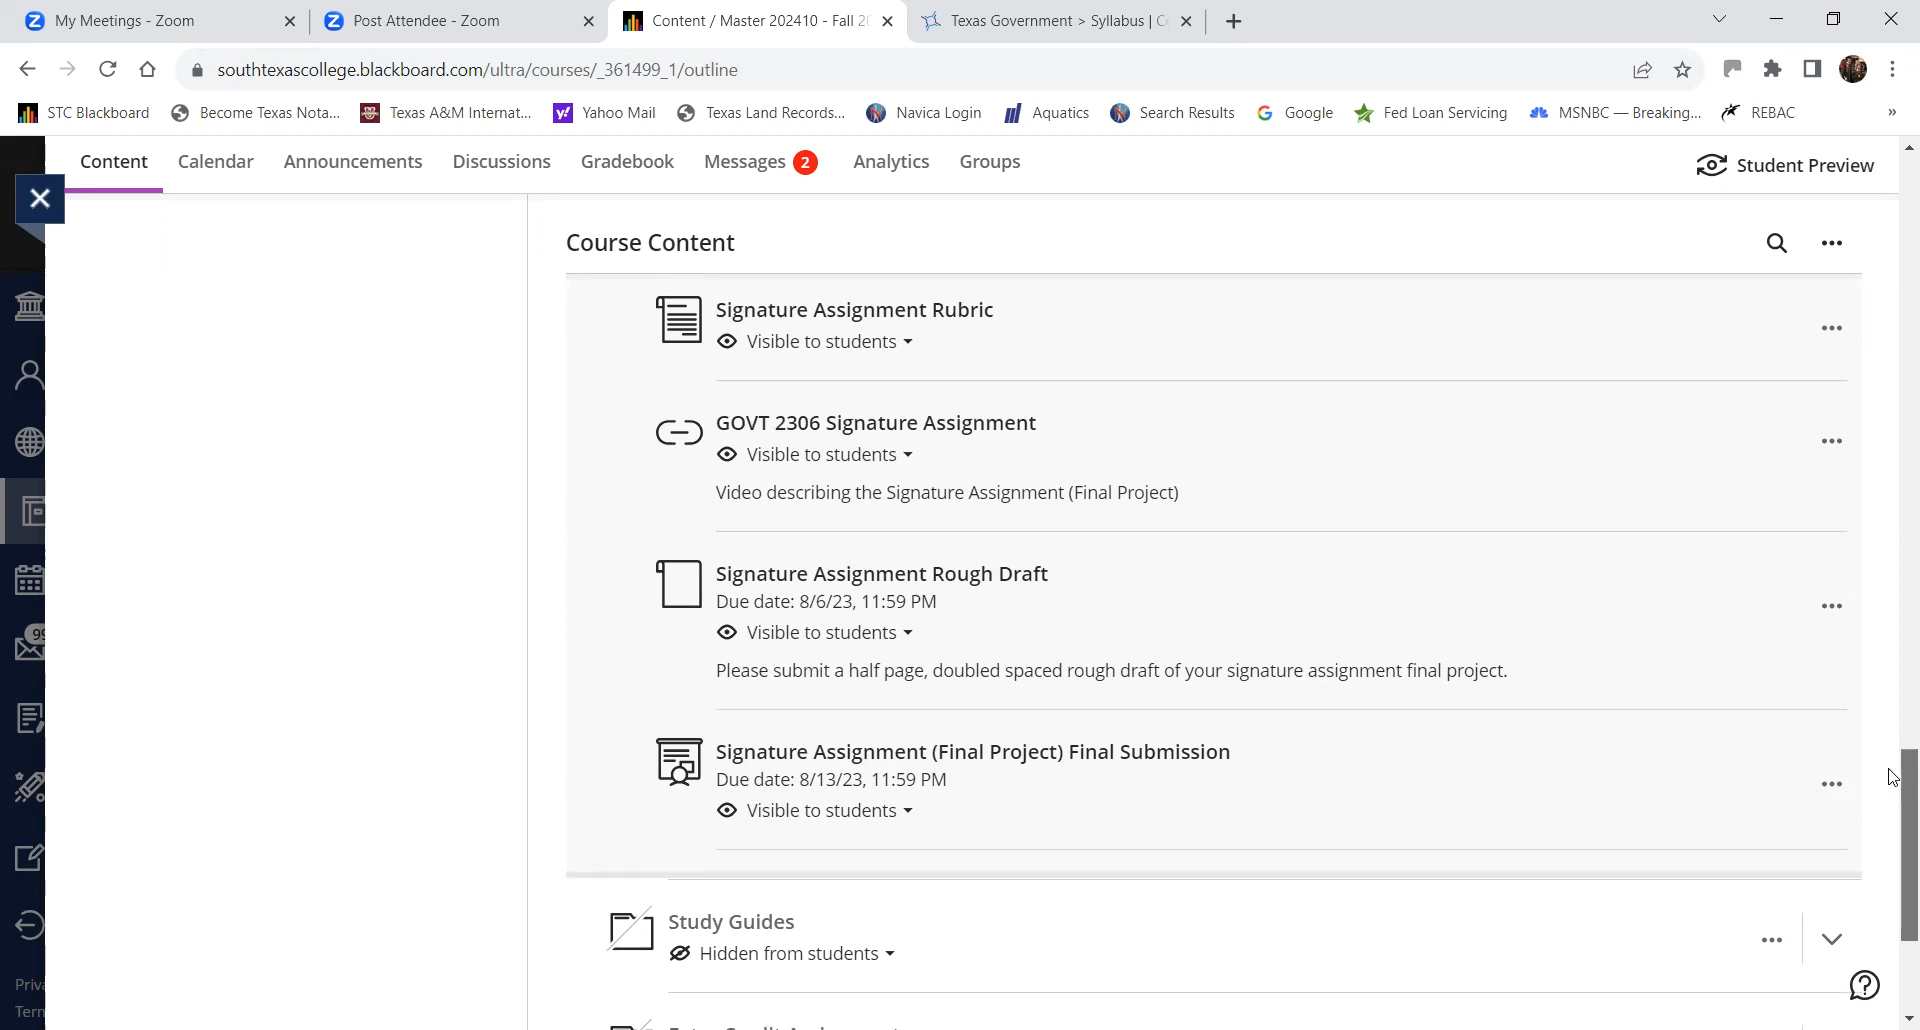 My Meetings - Zoom
Post Attendee - Zoom
Content / Master 202410 - Fall 20
Texas Government > Syllabus | C
southtexascollege.blackboard.com/ultra/courses/_361499_1/outline
STC Blackboard
Become Texas Nota...
Texas A&M Internat...
Yahoo Mail
Texas Land Records...
Navica Login
Aquatics
Search Results
Google
Fed Loan Servicing
MSNBC — Breaking...
REBAC
»
Content
Calendar
Announcements
Discussions
Gradebook
Messages 2
Analytics
Groups
Student Preview
Course Content
Signature Assignment Rubric
Visible to students
GOVT 2306 Signature Assignment
Visible to students
Video describing the Signature Assignment (Final Project)
Signature Assignment Rough Draft
Due date: 8/6/23, 11:59 PM
Visible to students
Please submit a half page, doubled spaced rough draft of your signature assignment final project.
Signature Assignment (Final Project) Final Submission
Due date: 8/13/23, 11:59 PM
Visible to students
Study Guides
Hidden from students
99
Priva
Term